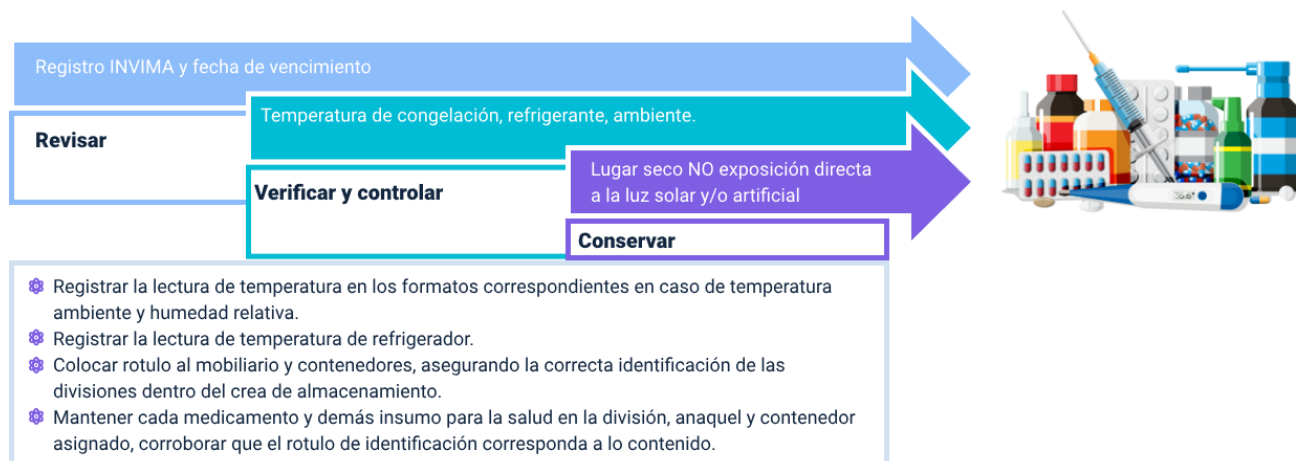 Registro INVIMA y fecha de vencimiento
Revisar
Temperatura de congelación, refrigerante, ambiente.
Verificar y controlar
Lugar seco NO exposición directa
a la luz solar y/o artificial
Conservar
Registrar la lectura de temperatura en los formatos correspondientes en caso de temperatura
ambiente y humedad relativa.
Registrar la lectura de temperatura de refrigerador.
Colocar rotulo al mobiliario y contenedores, asegurando la correcta identificación de las
divisiones dentro del crea de almacenamiento.
Mantener cada medicamento y demás insumo para la salud en la división, anaquel y contenedor
asignado, corroborar que el rotulo de identificación corresponda a lo contenido.